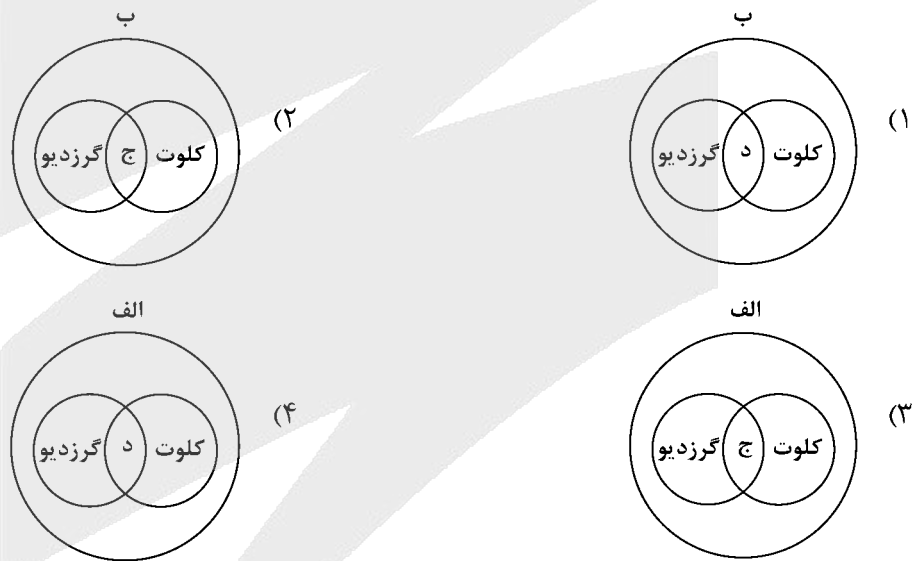 ب
۱) کلوت د گرزدیو
ب
۲) کلوت ج گرزدیو
الف
۳) کلوت ج گرزدیو
الف
۴) کلوت د گرزدیو